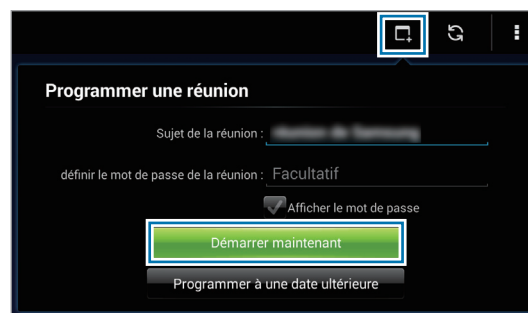 Programmer une réunion
Sujet de la réunion :
définir le mot de passe de la réunion : Facultatif
Afficher le mot de passe
Démarrer maintenant
Programmer à une date ultérieure